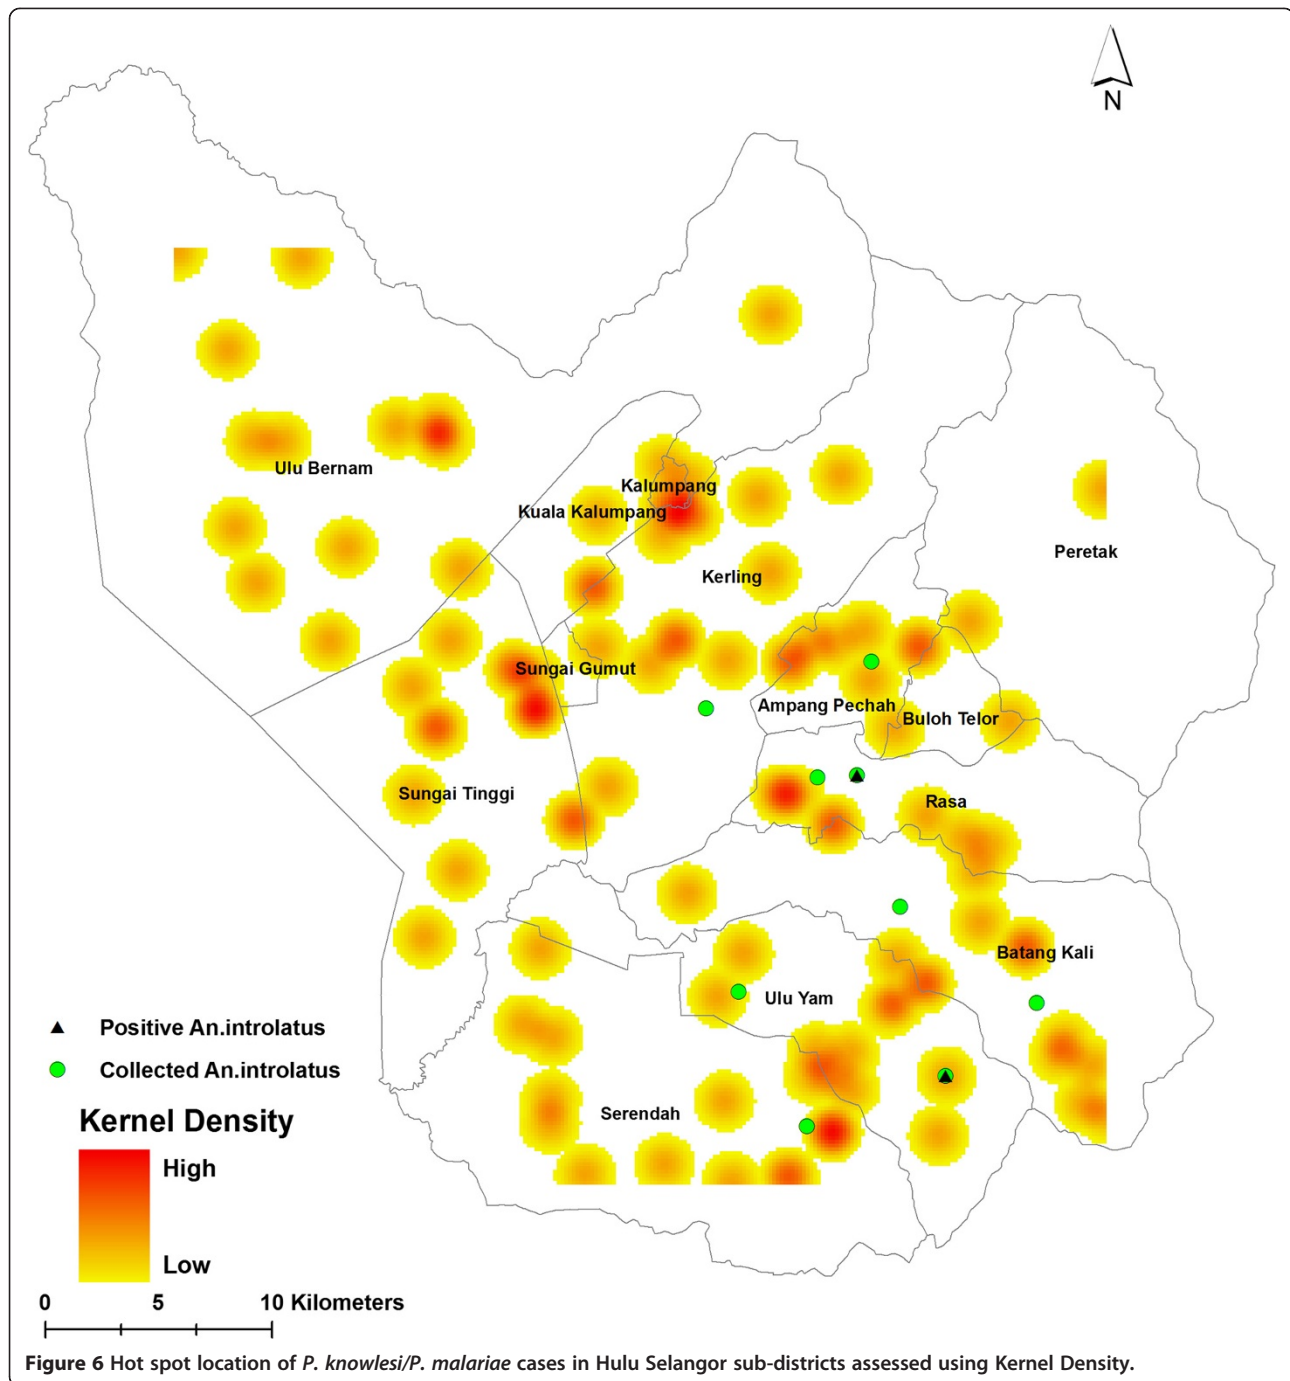 N
Ulu Bernam
Kalumpang
Kuala Kalumpang
Peretak
Kerling
Sungai Gumut
Ampang Pechah
Buloh Telor
Sungai Tinggi
Rasa
Batang Kali
Ulu Yam
Serendah
Positive An.introlatus
Collected An.introlatus
Kernel Density
High
Low
0 5 10 Kilometers
Figure 6 Hot spot location of P. knowlesi/P. malariae cases in Hulu Selangor sub-districts assessed using Kernel Density.